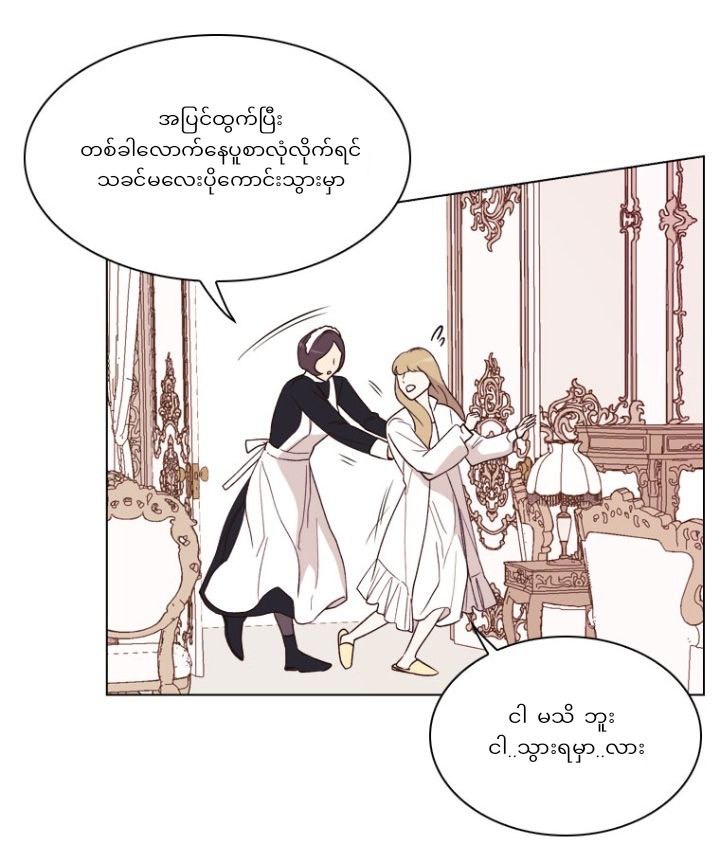 အပြင်ထွက်ပြီး
တစ်ခါလောက်နေပူစာလုံလိုက်ရင်
သခင်မလေးပိုကောင်းသွားမှာ
ငါ မသိ ဘူး
ငါ..သွားရမှာ..လား